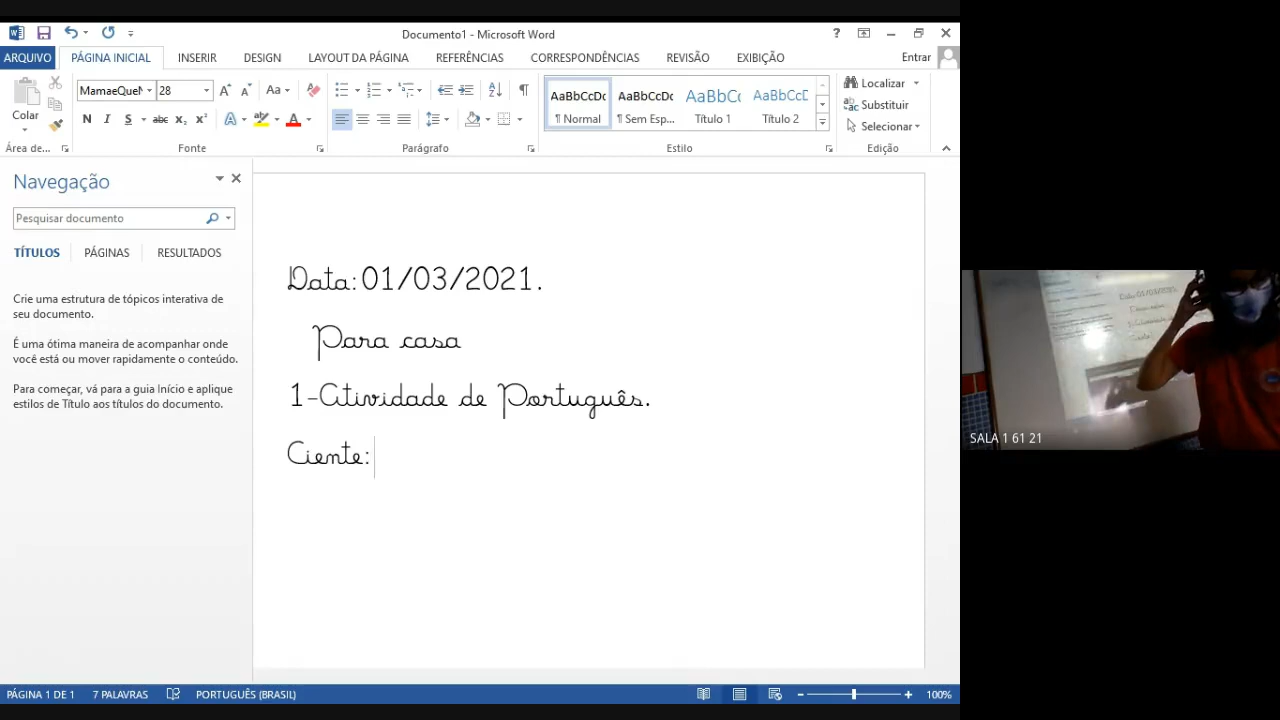 Documento1 - Microsoft Word
ARQUIVO PÁGINA INICIAL INSERIR DESIGN LAYOUT DA PÁGINA REFERÊNCIAS CORRESPONDÊNCIAS REVISÃO EXIBIÇÃO Entrar
Colar
MamaeQueN 28
Área de...
Fonte
Parágrafo
AaBbCcDc AaBbCcDc AaBbCc AaBbCcD
¶ Normal ¶ Sem Esp... Título 1 Título 2
Estilo
Localizar
Substituir
Selecionar
Edição
Navegação
Pesquisar documento
TÍTULOS PÁGINAS RESULTADOS
Crie uma estrutura de tópicos interativa de
seu documento.
É uma ótima maneira de acompanhar onde
você está ou mover rapidamente o conteúdo.
Para começar, vá para a guia Início e aplique
estilos de Título aos títulos do documento.
Data:01/03/2021.
Para casa
1-Atividade de Português.
Ciente:
SALA 1 61 21
PÁGINA 1 DE 1 7 PALAVRAS PORTUGUÊS (BRASIL) 100%